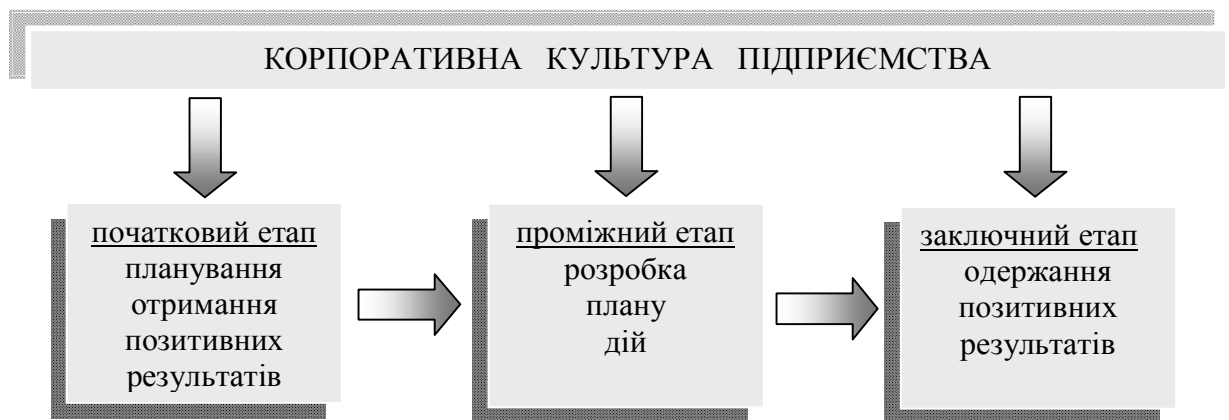 КОРПОРАТИВНА КУЛЬТУРА ПІДПРИЄМСТВА
початковий етап
планування
отримання
позитивних
результатів
проміжний етап
розробка
плану
дій
заключний етап
одержання
позитивних
результатів